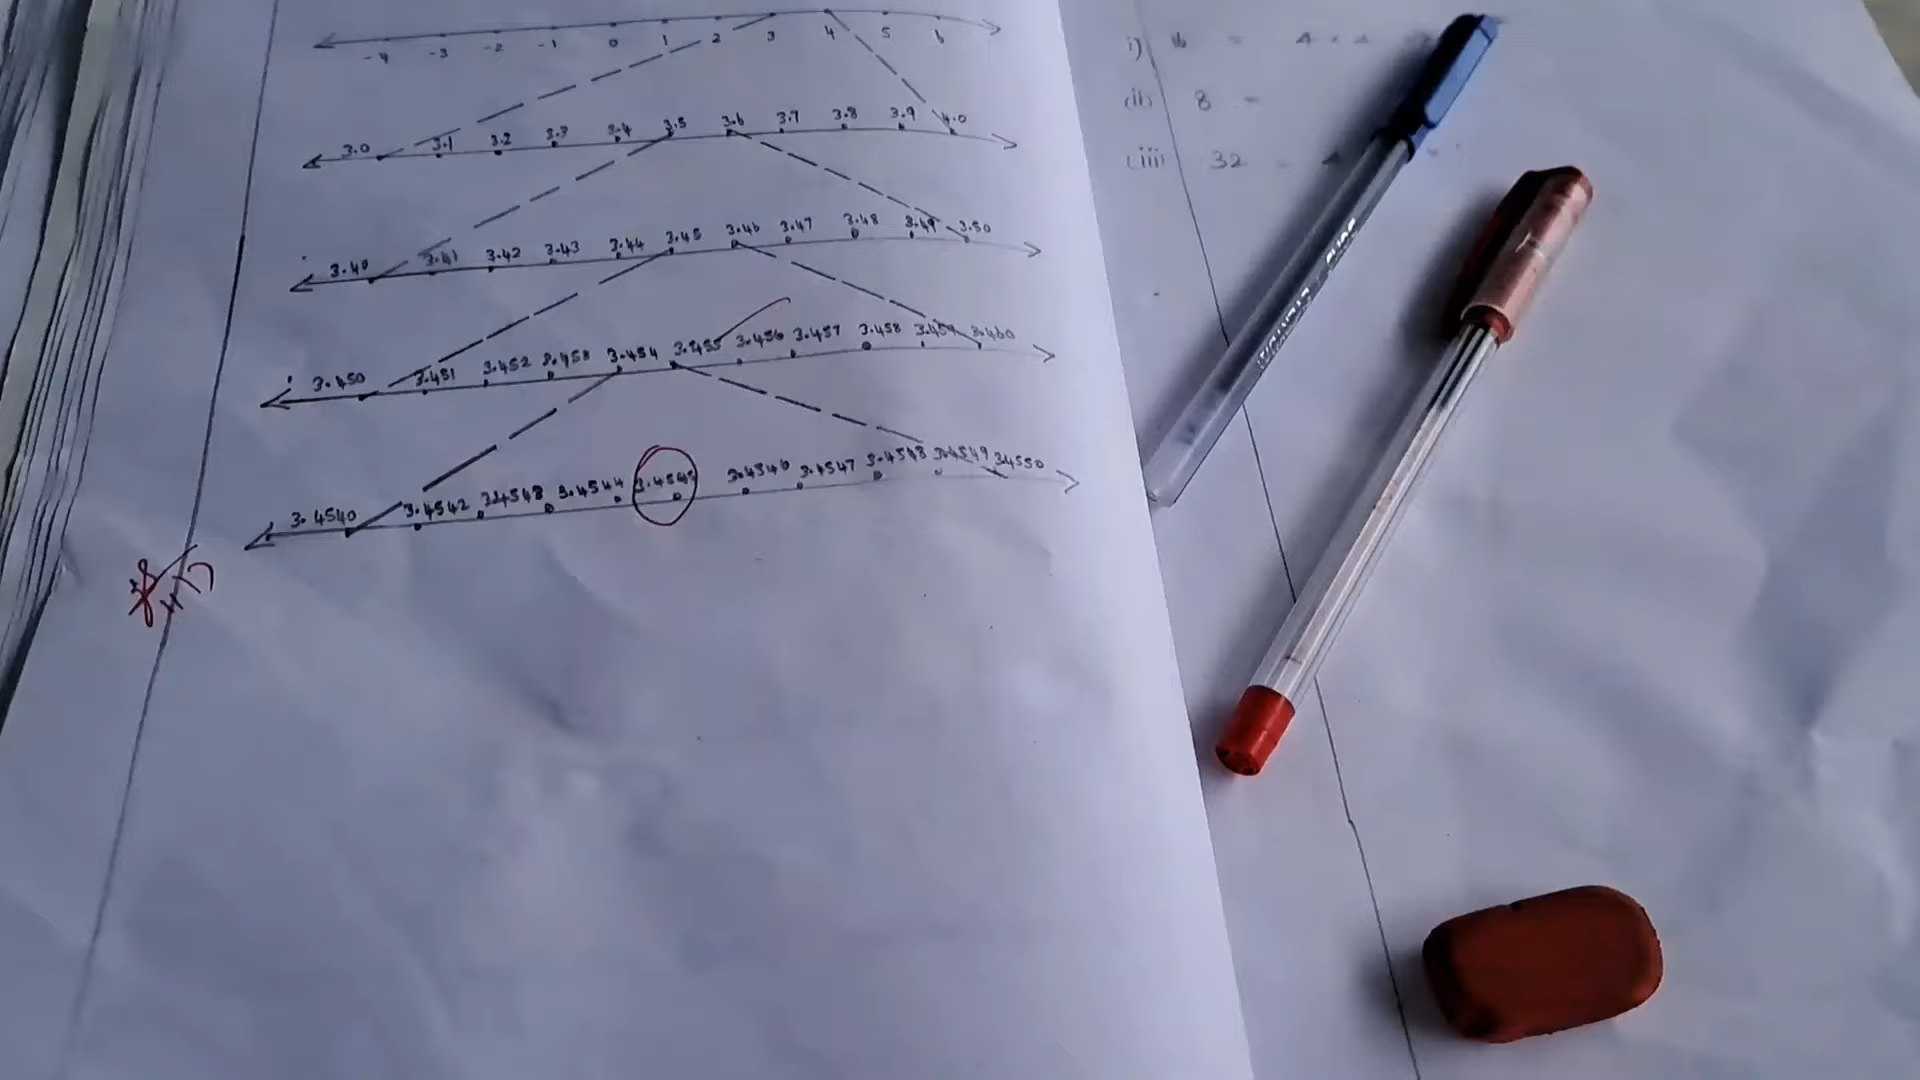 -4 -3 -2 -1 0 1 2 3 4 5 6
3.0 3.1 3.2 3.3 3.4 3.5 3.6 3.7 3.8 3.9 4.0
3.40 3.41 3.42 3.43 3.44 3.45 3.46 3.47 3.48 3.49 3.50
3.450 3.451 3.452 3.453 3.454 3.455 3.456 3.457 3.458 3.459 3.460
3.4540 3.4542 3.4543 3.4544 3.4545 3.4546 3.4547 3.4548 3.4549 3.4550
i)
(ii) 8 =
(iii) 32 =